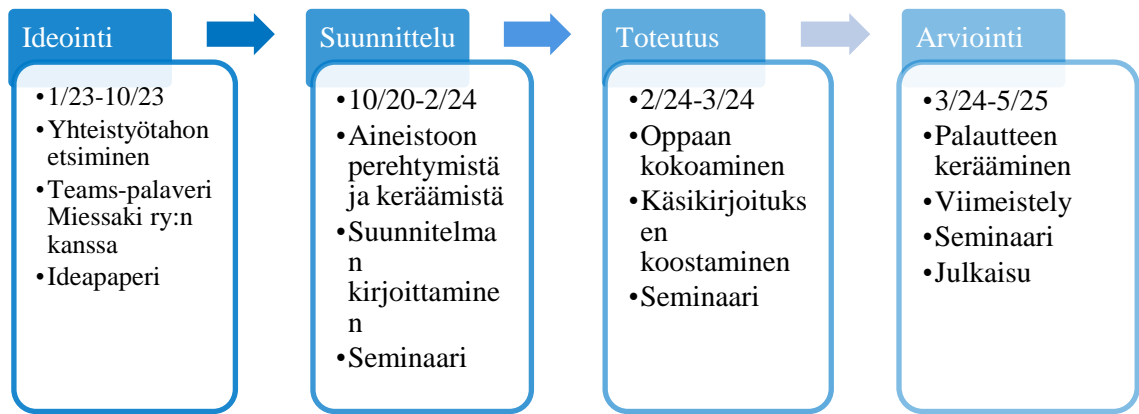 Ideointi
•1/23-10/23
•Yhteistyötahon
etsiminen
•Teams-palaveri
Miessaki ry:n
kanssa
•Ideapaperi
Suunnittelu
•10/20-2/24
•Aineistoon
perehtymistä
ja keräämistä
•Suunnitelma
n
kirjoittamine
n
•Seminaari
Toteutus
•2/24-3/24
•Oppaan
kokoaminen
•Käsikirjoituks
en
koostaminen
•Seminaari
Arviointi
•3/24-5/25
•Palautteen
kerääminen
•Viimeistely
•Seminaari
•Julkaisu